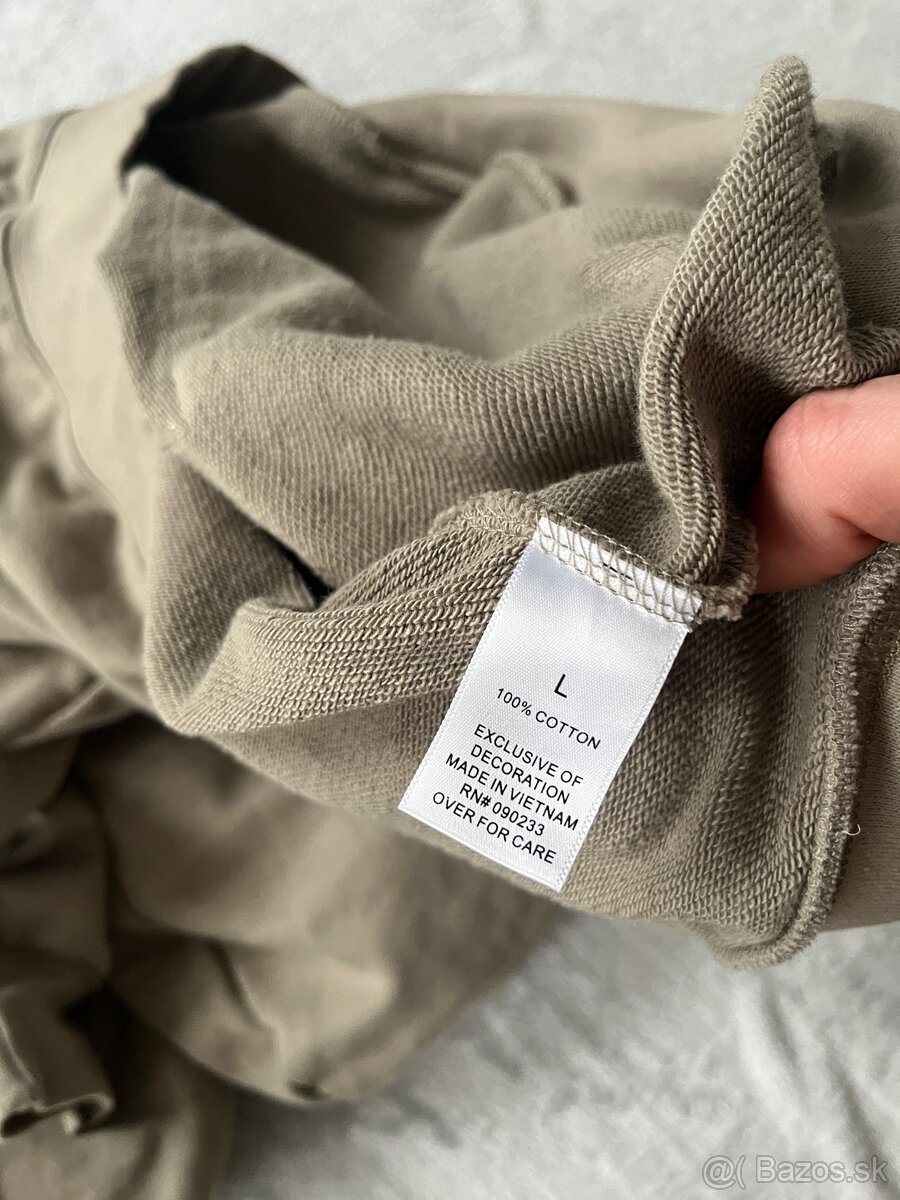 L
100% COTTON
EXCLUSIVE OF
DECORATION
MADE IN VIETNAM
RN# 090233
OVER FOR CARE
@( Bazos.sk